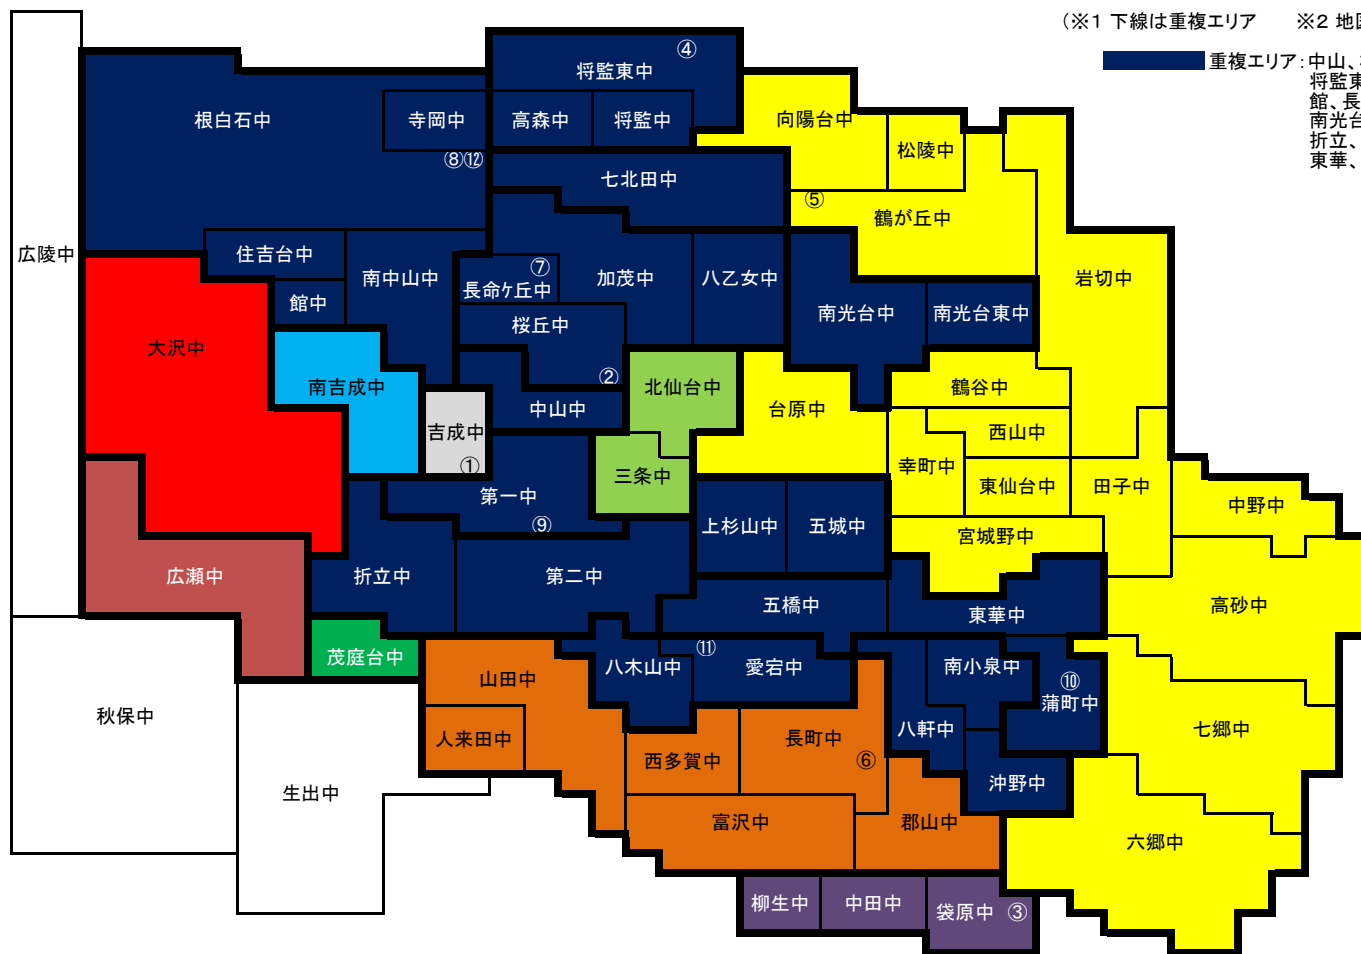 (※1 下線は重複エリア ※2 地図
重複エリア:中山、
将監東
館、長
南光台
折立、
東華、
④
将監東中
根白石中
寺岡中
高森中
将監中
向陽台中
松陵中
⑧⑫
七北田中
⑤
鶴が丘中
広陵中
住吉台中
南中山中
⑦
長命ケ丘中
加茂中
八乙女中
岩切中
館中
桜丘中
南光台中
南光台東中
大沢中
南吉成中
②
北仙台中
鶴谷中
中山中
台原中
吉成中
①
西山中
幸町中
三条中
東仙台中
田子中
第一中
⑨
中野中
上杉山中
五城中
宮城野中
広瀬中
折立中
第二中
五橋中
東華中
高砂中
茂庭台中
山田中
八木山中
⑪
愛宕中
南小泉中
⑩
蒲町中
秋保中
人来田中
西多賀中
長町中
⑥
八軒中
七郷中
生出中
沖野中
富沢中
郡山中
六郷中
柳生中
中田中
袋原中
③